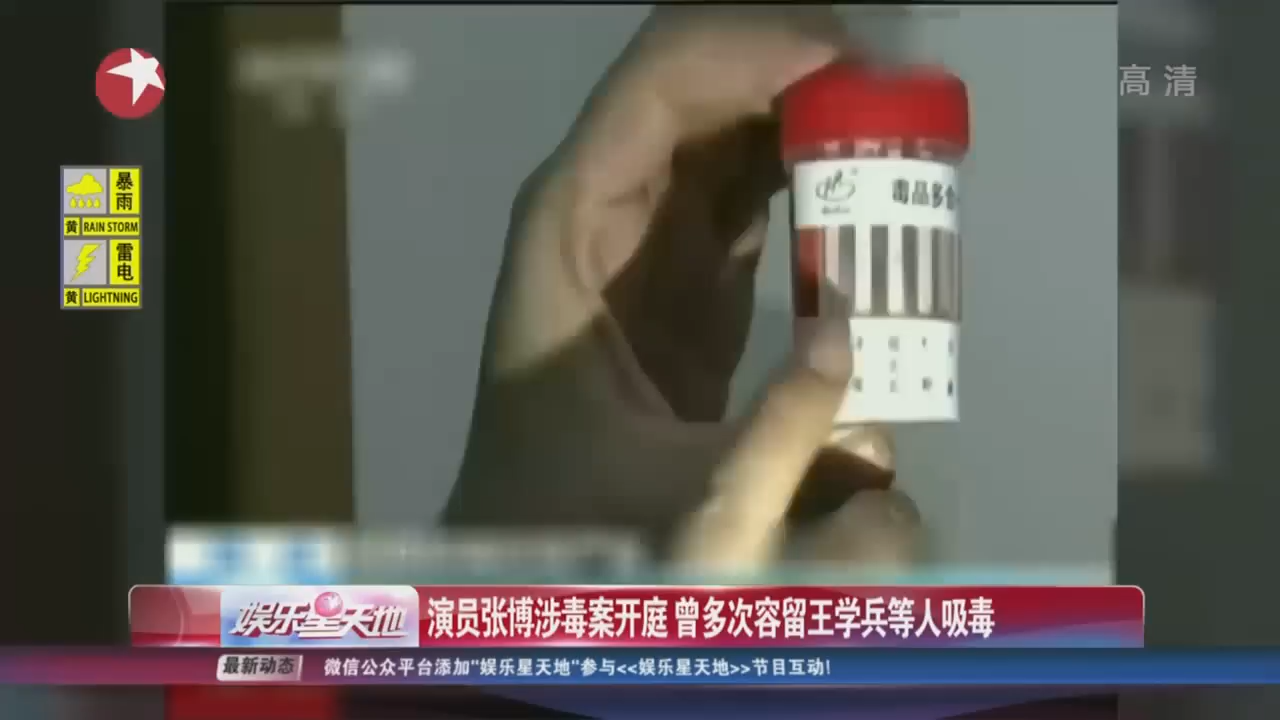 高清
暴雨
黄 RAIN STORM
雷电
黄 LIGHTNING
毒品多合
娱乐星天地
演员张博涉毒案开庭 曾多次容留王学兵等人吸毒
最新动态
微信公众平台添加"娱乐星天地"参与<<娱乐星天地>>节目互动!